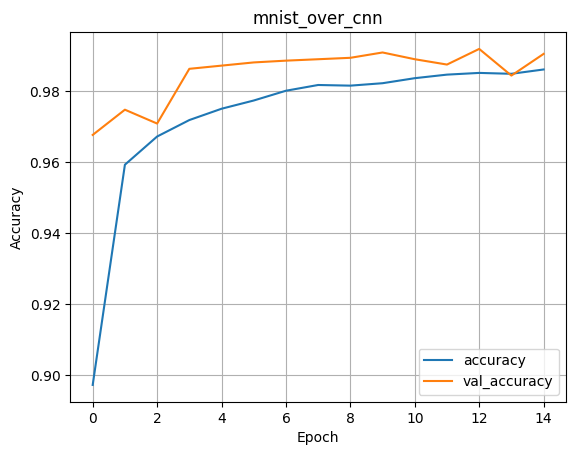 mnist_over_cnn
Accuracy
0.98
0.96
0.94
0.92
0.90
0 2 4 6 8 10 12 14
Epoch
accuracy
val_accuracy